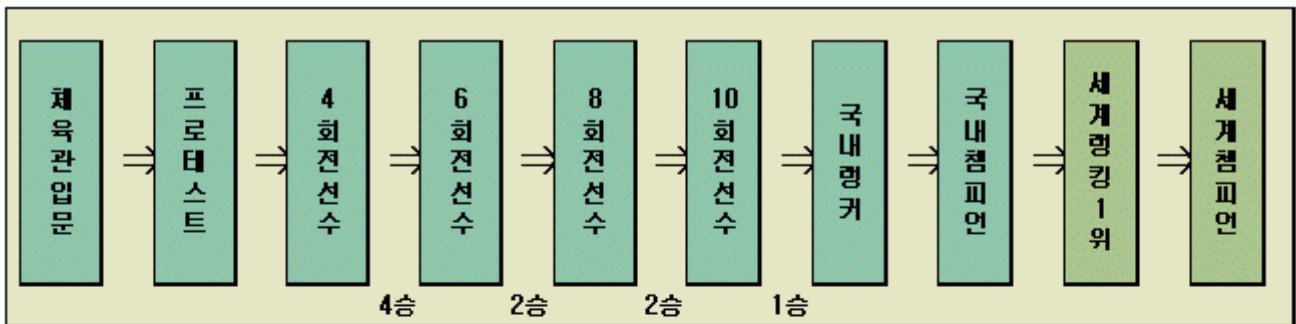 체육관입문
프로테스트
4회전선수
6회전선수
8회전선수
10회전선수
국내랭커
국내챔피언
세계랭킹1위
세계챔피언
4승 2승 2승 1승